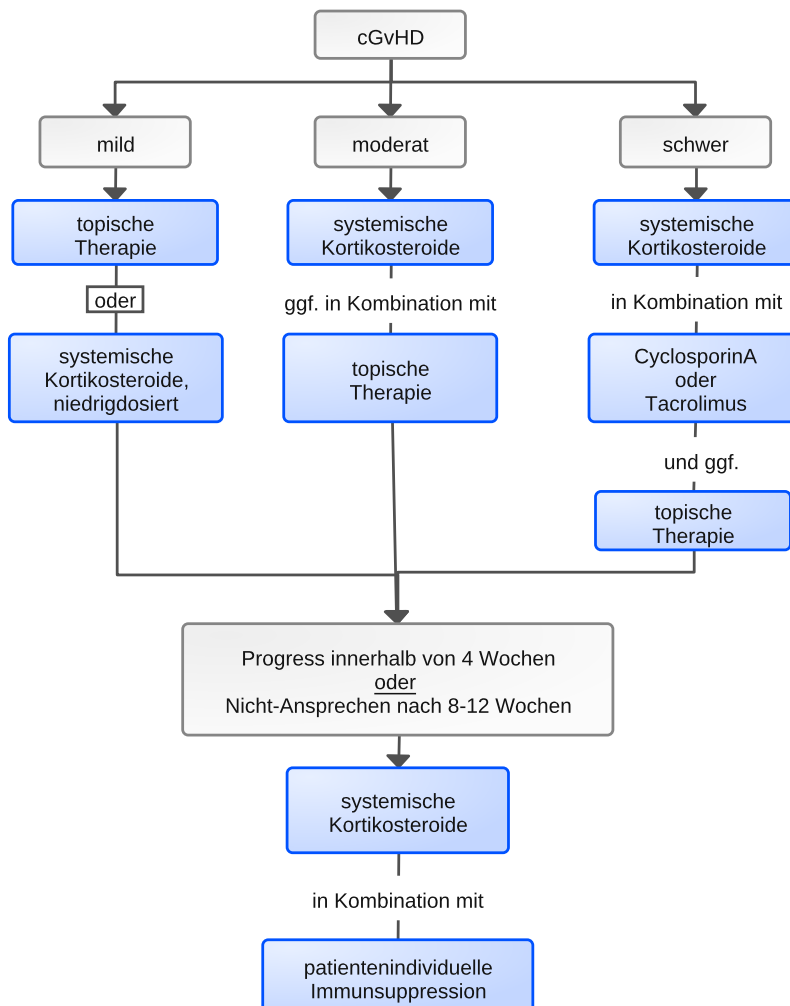 cGvHD
mild
moderat
schwer
topische
Therapie
systemische
Kortikosteroide
systemische
Kortikosteroide
oder
ggf. in Kombination mit
in Kombination mit
systemische
Kortikosteroide,
niedrigdosiert
topische
Therapie
CyclosporinA
oder
Tacrolimus
und ggf.
topische
Therapie
Progress innerhalb von 4 Wochen
oder
Nicht-Ansprechen nach 8-12 Wochen
systemische
Kortikosteroide
in Kombination mit
patientenindividuelle
Immunsuppression